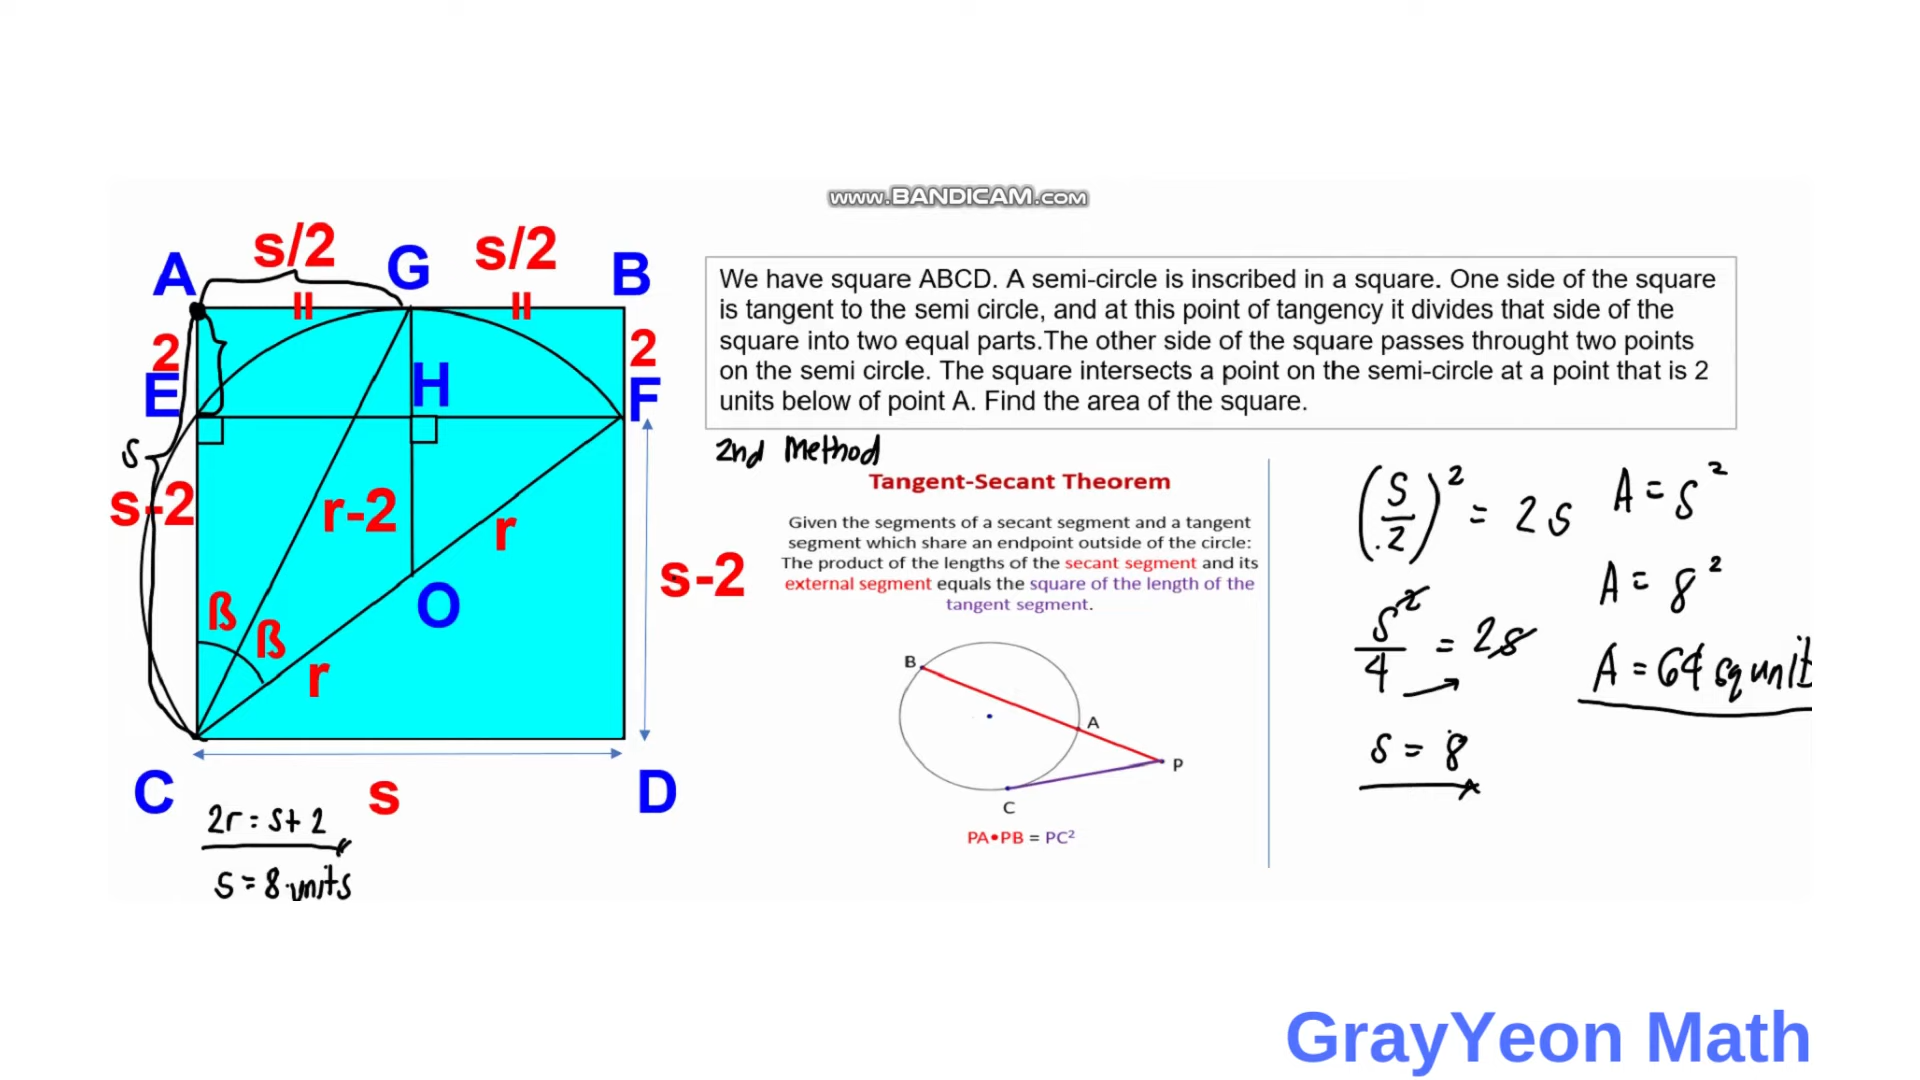 www.BANDICAM.com
s/2
s/2
A
G
B
2
2
E
H
F
s
s-2
r-2
r
s-2
O
ß
ß
r
C
s
D
2r = s+2
s = 8 units
We have square ABCD. A semi-circle is inscribed in a square. One side of the square
is tangent to the semi circle, and at this point of tangency it divides that side of the
square into two equal parts.The other side of the square passes throught two points
on the semi circle. The square intersects a point on the semi-circle at a point that is 2
units below of point A. Find the area of the square.
2nd Method
Tangent-Secant Theorem
Given the segments of a secant segment and a tangent
segment which share an endpoint outside of the circle:
The product of the lengths of the secant segment and its
external segment equals the square of the length of the
tangent segment.
B
A
P
C
PA•PB = PC²
(s/2)² = 2s
s²/4 = 2s
s = 8
A = s²
A = 8²
A = 64 sq unit
GrayYeon Math